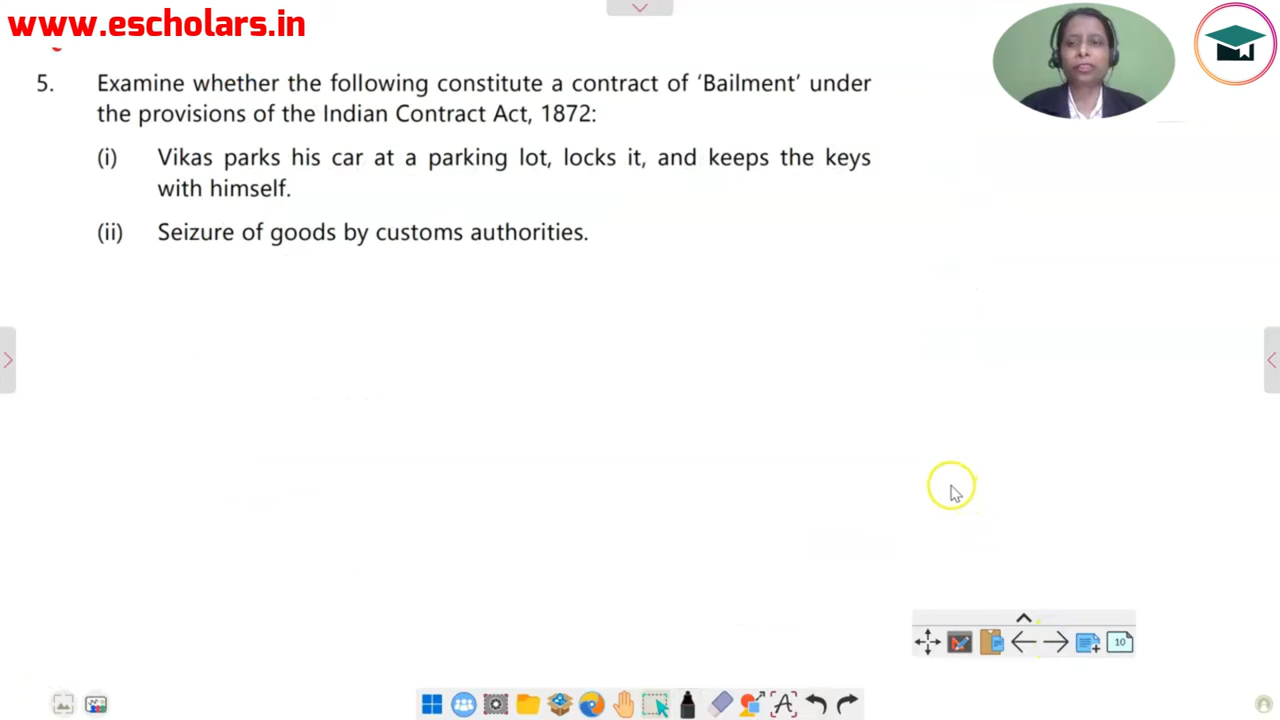 www.escholars.in
5. Examine whether the following constitute a contract of ‘Bailment’ under
the provisions of the Indian Contract Act, 1872:
(i) Vikas parks his car at a parking lot, locks it, and keeps the keys
with himself.
(ii) Seizure of goods by customs authorities.
10